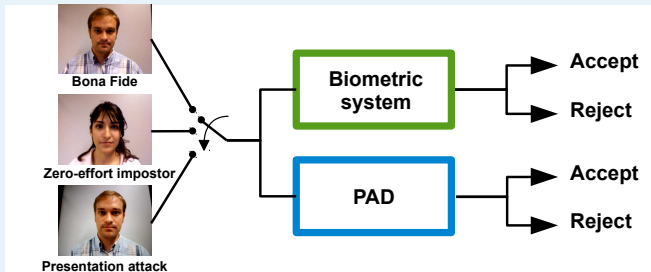 Bona Fide
Zero-effort impostor
Presentation attack
Biometric
system
PAD
Accept
Reject
Accept
Reject